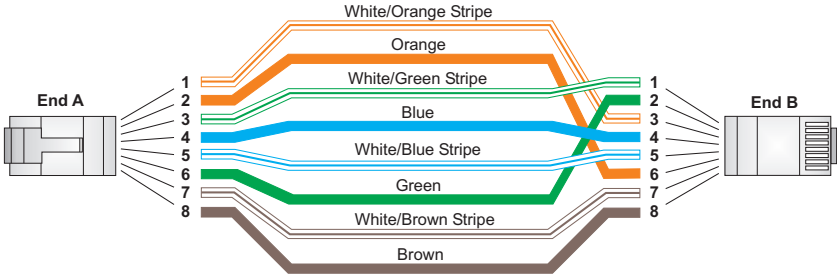 White/Orange Stripe
Orange
White/Green Stripe
Blue
White/Blue Stripe
Green
White/Brown Stripe
Brown
End A
1
2
3
4
5
6
7
8
End B
1
2
3
4
5
6
7
8